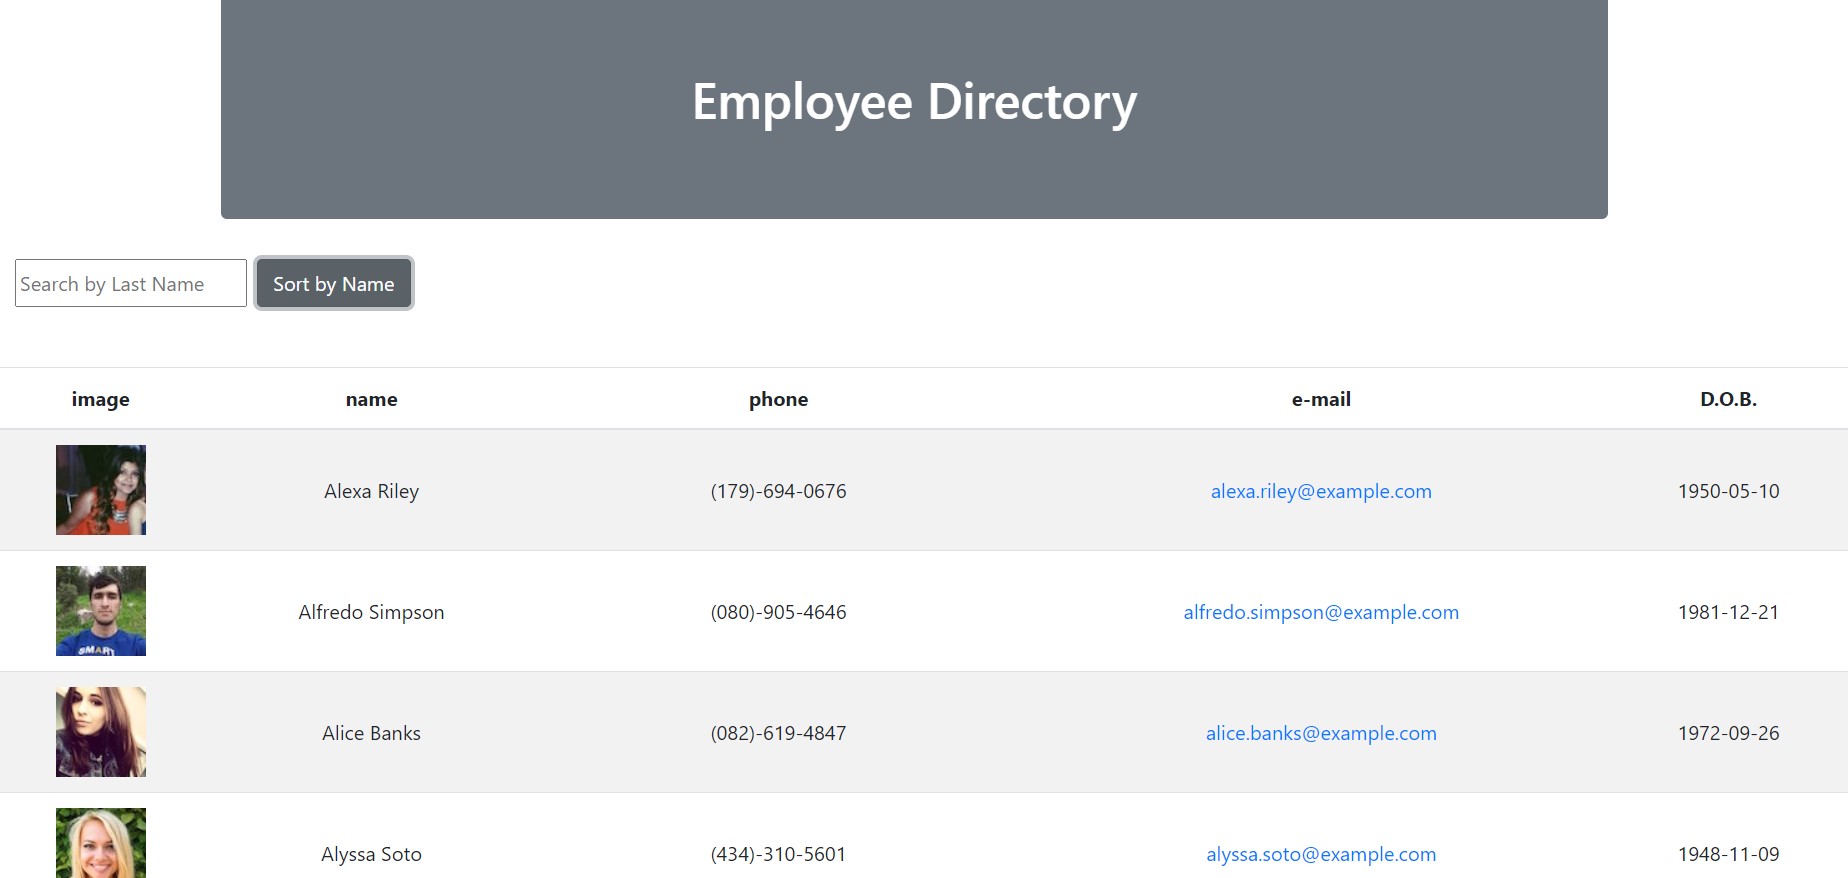 Employee Directory
Search by Last Name Sort by Name
image name phone e-mail D.O.B.
Alexa Riley (179)-694-0676 alexa.riley@example.com 1950-05-10
SMART
Alfredo Simpson (080)-905-4646 alfredo.simpson@example.com 1981-12-21
Alice Banks (082)-619-4847 alice.banks@example.com 1972-09-26
Alyssa Soto (434)-310-5601 alyssa.soto@example.com 1948-11-09